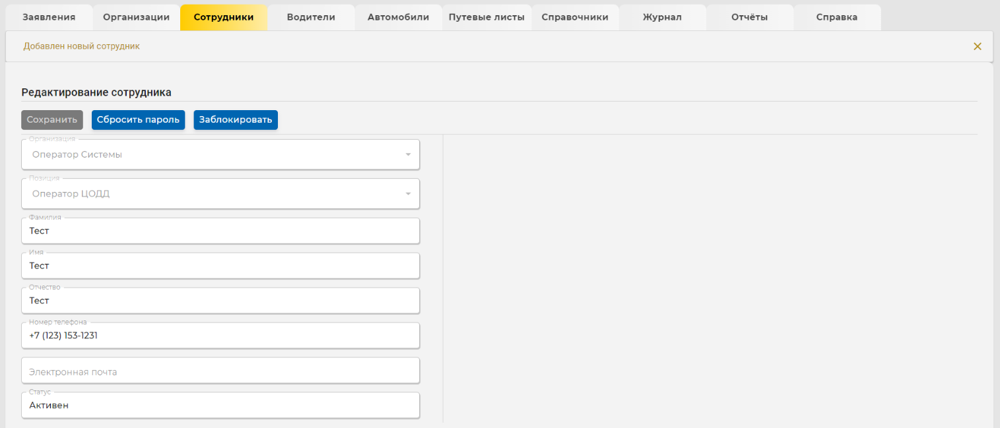 Заявления Организации Сотрудники Водители Автомобили Путевые листы Справочники Журнал Отчёты Справка
Добавлен новый сотрудник
Редактирование сотрудника
Сохранить Сбросить пароль Заблокировать
Организация
Оператор Системы
Позиция
Оператор ЦОДД
Фамилия
Тест
Имя
Тест
Отчество
Тест
Номер телефона
+7 (123) 153-1231
Электронная почта
Статус
Активен